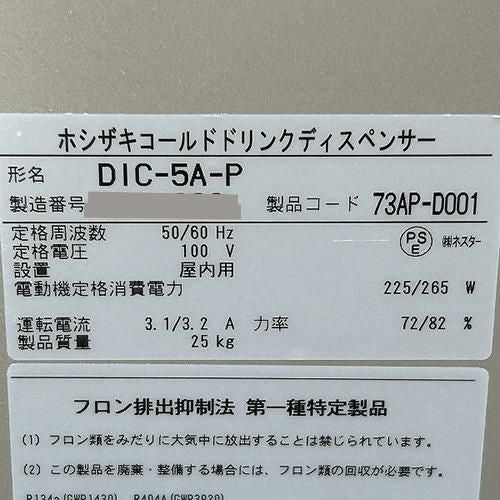 ホシザキコールドドリンクディスペンサー
形名 DIC-5A-P
製造番号 製品コード 73AP-D001
定格周波数 50/60 Hz PSE ㈱ネスター
定格電圧 100 V
設置 屋内用
電動機定格消費電力 225/265 W
運転電流 3.1/3.2 A 力率 72/82 %
製品質量 25 kg
フロン排出抑制法 第一種特定製品
(1) フロン類をみだりに大気中に放出することは禁じられています。
(2) この製品を廃棄・整備する場合には、フロン類の回収が必要です。
R134a(GWP1430) R404A(GWP3920)